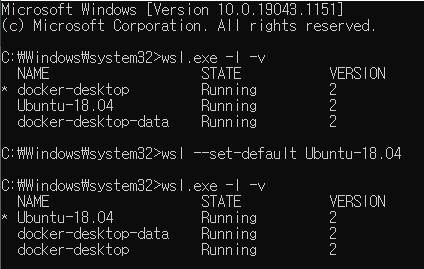 Microsoft Windows [Version 10.0.19043.1151]
(c) Microsoft Corporation. All rights reserved.
C:₩Windows₩system32>wsl.exe -l -v
NAME STATE VERSION
* docker-desktop Running 2
Ubuntu-18.04 Running 2
docker-desktop-data Running 2
C:₩Windows₩system32>wsl --set-default Ubuntu-18.04
C:₩Windows₩system32>wsl.exe -l -v
NAME STATE VERSION
* Ubuntu-18.04 Running 2
docker-desktop-data Running 2
docker-desktop Running 2